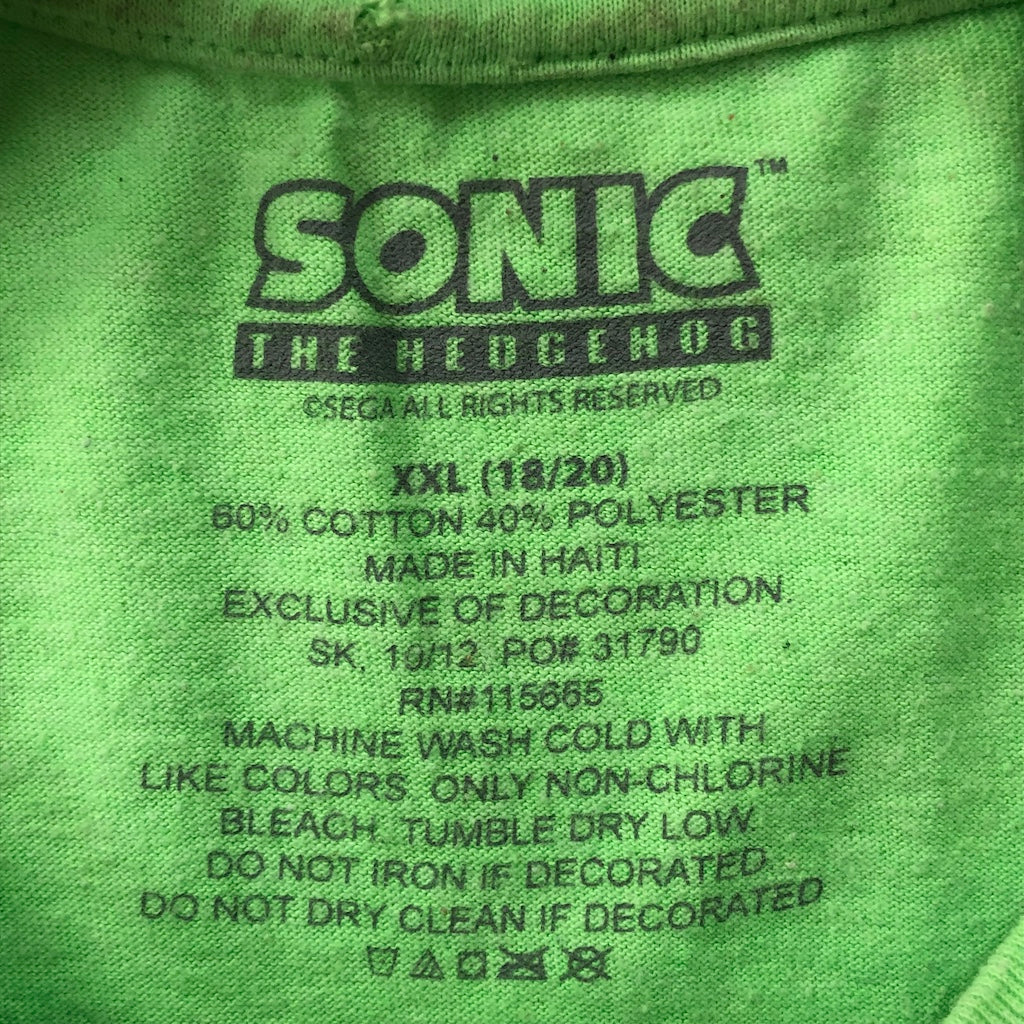 SONIC™
THE HEDGEHOG
©SEGA ALL RIGHTS RESERVED
XXL (18/20)
60% COTTON 40% POLYESTER
MADE IN HAITI
EXCLUSIVE OF DECORATION.
SK, 10/12 PO# 31790
RN#115665
MACHINE WASH COLD WITH
LIKE COLORS. ONLY NON-CHLORINE
BLEACH. TUMBLE DRY LOW.
DO NOT IRON IF DECORATED
DO NOT DRY CLEAN IF DECORATED